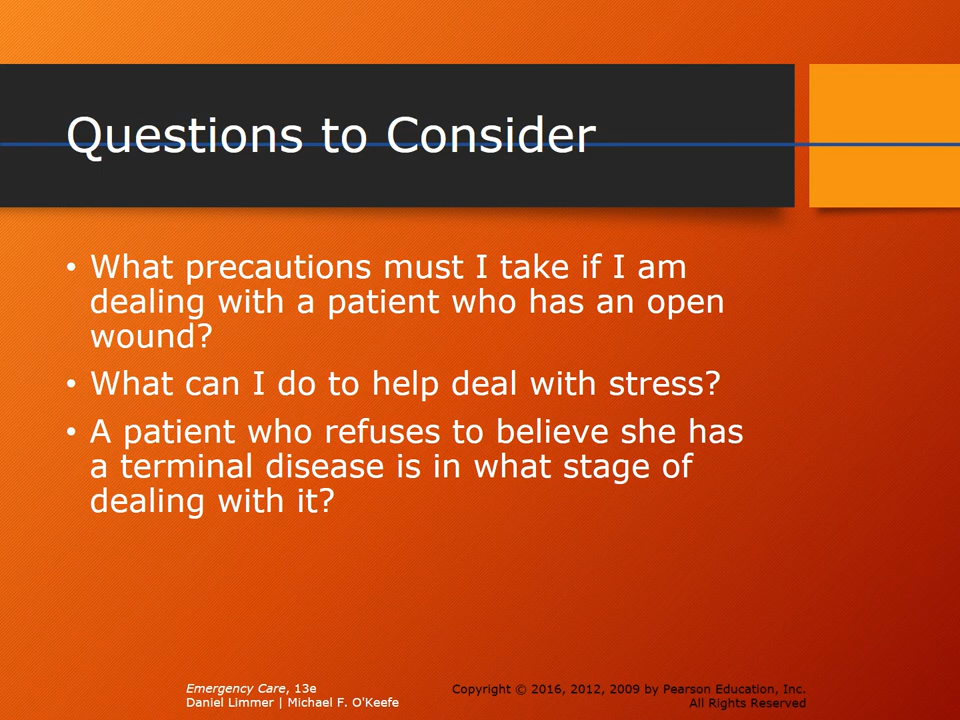 Questions to Consider
• What precautions must I take if I am
dealing with a patient who has an open
wound?
• What can I do to help deal with stress?
• A patient who refuses to believe she has
a terminal disease is in what stage of
dealing with it?
Emergency Care, 13e
Daniel Limmer | Michael F. O'Keefe
Copyright © 2016, 2012, 2009 by Pearson Education, Inc.
All Rights Reserved